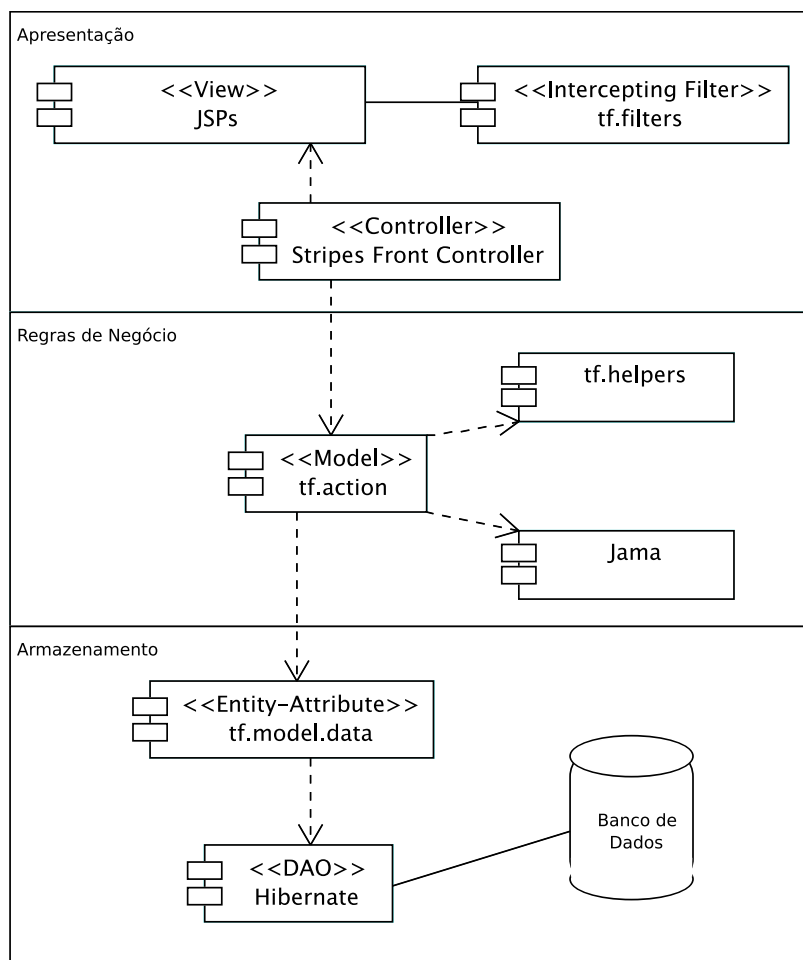 Apresentação
<<View>>
JSPs
<<Intercepting Filter>>
tf.filters
<<Controller>>
Stripes Front Controller
Regras de Negócio
tf.helpers
<<Model>>
tf.action
Jama
Armazenamento
<<Entity-Attribute>>
tf.model.data
Banco de
Dados
<<DAO>>
Hibernate